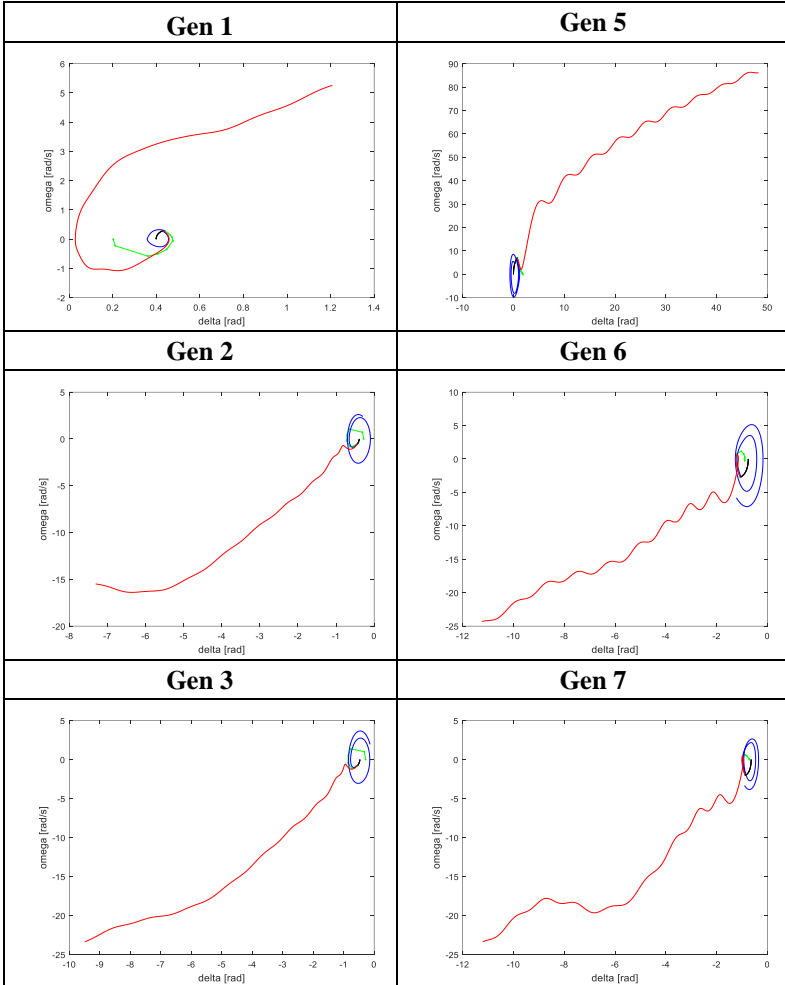 Gen 1
Gen 5
6
5
4
3
2
1
0
-1
-2
omega [rad/s]
0 0.2 0.4 0.6 0.8 1 1.2 1.4
delta [rad]
90
80
70
60
50
40
30
20
10
0
-10
omega [rad/s]
-10 0 10 20 30 40 50
delta [rad]
Gen 2
Gen 6
5
0
-5
-10
-15
-20
omega [rad/s]
-8 -7 -6 -5 -4 -3 -2 -1 0
delta [rad]
10
5
0
-5
-10
-15
-20
-25
omega [rad/s]
-12 -10 -8 -6 -4 -2 0
delta [rad]
Gen 3
Gen 7
5
0
-5
-10
-15
-20
-25
omega [rad/s]
-10 -9 -8 -7 -6 -5 -4 -3 -2 -1 0
delta [rad]
5
0
-5
-10
-15
-20
-25
omega [rad/s]
-12 -10 -8 -6 -4 -2 0
delta [rad]